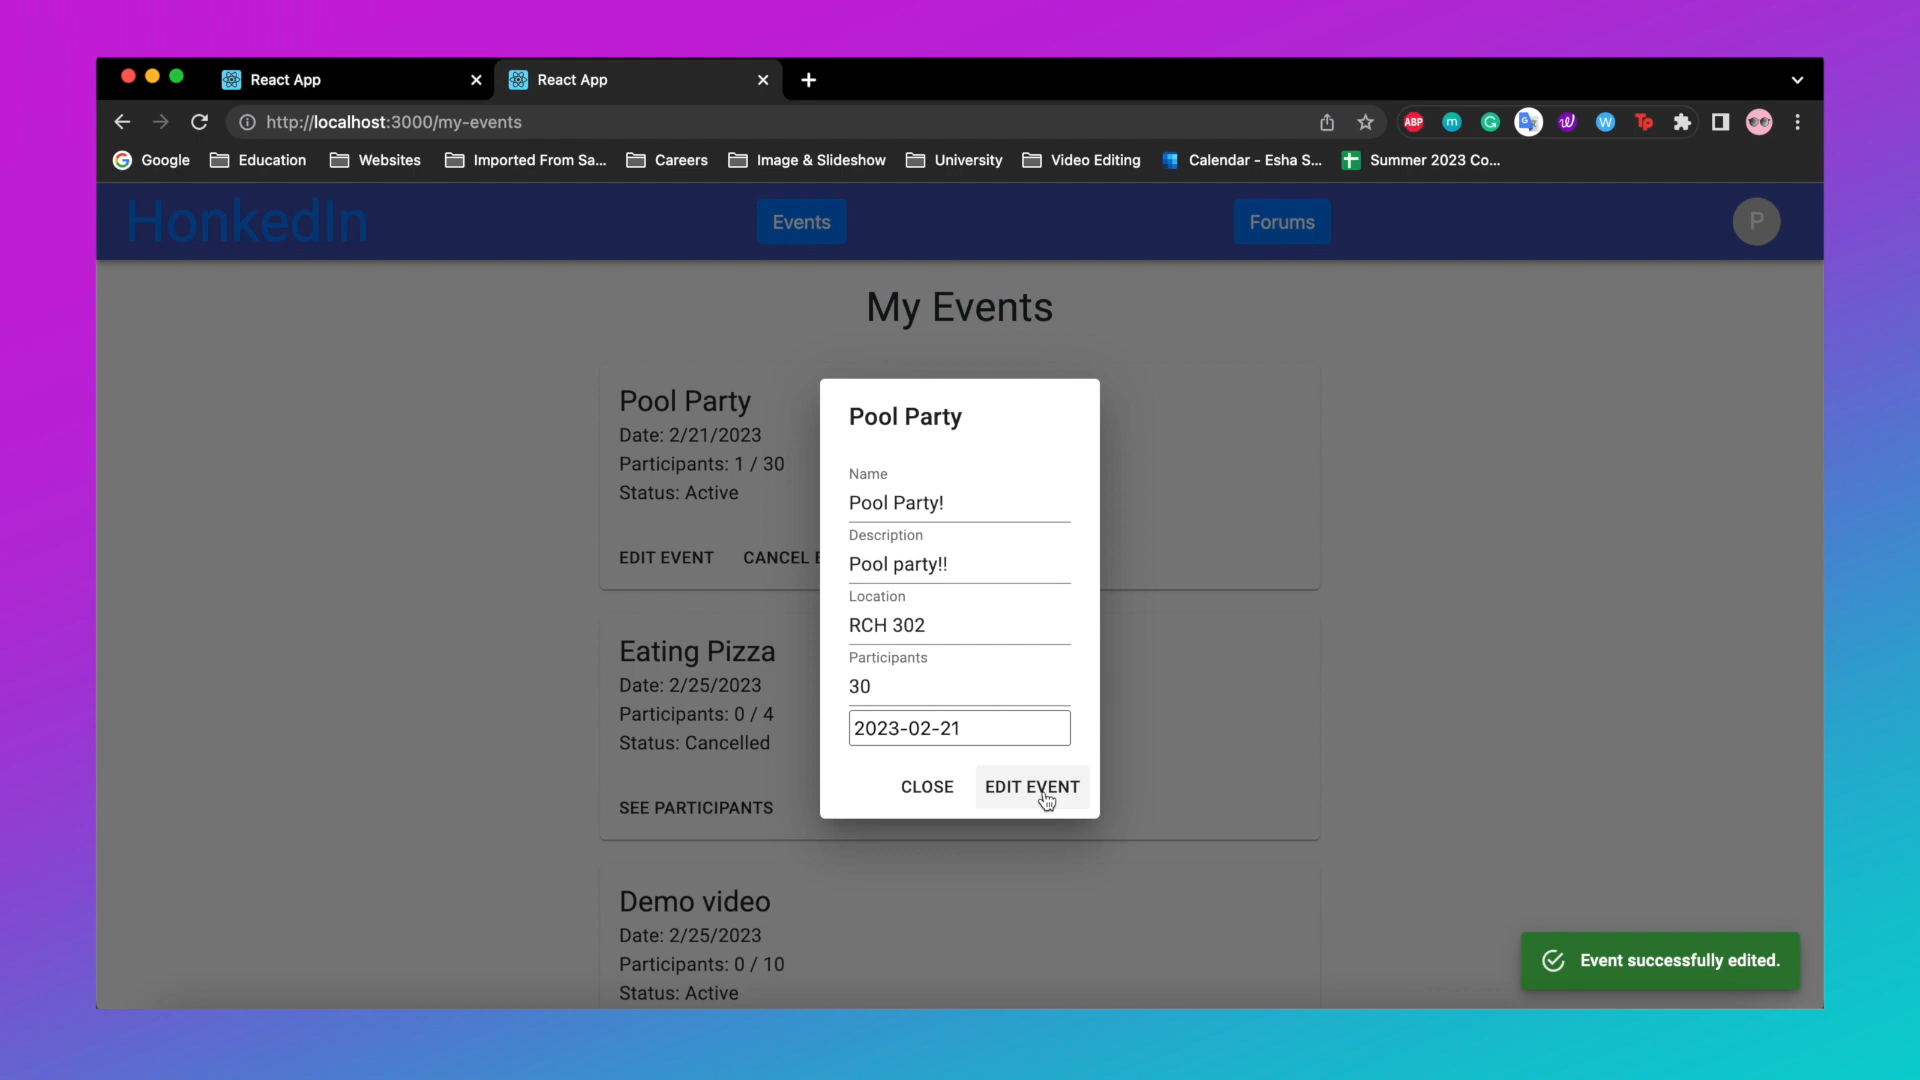 React App
React App
http://localhost:3000/my-events
ABP
Google
Education
Websites
Imported From Sa...
Careers
Image & Slideshow
University
Video Editing
Calendar - Esha S...
Summer 2023 Co...
HonkedIn
Events
Forums
P
My Events
Pool Party
Date: 2/21/2023
Participants: 1 / 30
Status: Active
EDIT EVENT
CANCEL E
Eating Pizza
Date: 2/25/2023
Participants: 0 / 4
Status: Cancelled
SEE PARTICIPANTS
Demo video
Date: 2/25/2023
Participants: 0 / 10
Status: Active
Pool Party
Name
Pool Party!
Description
Pool party!!
Location
RCH 302
Participants
30
2023-02-21
CLOSE
EDIT EVENT
Event successfully edited.